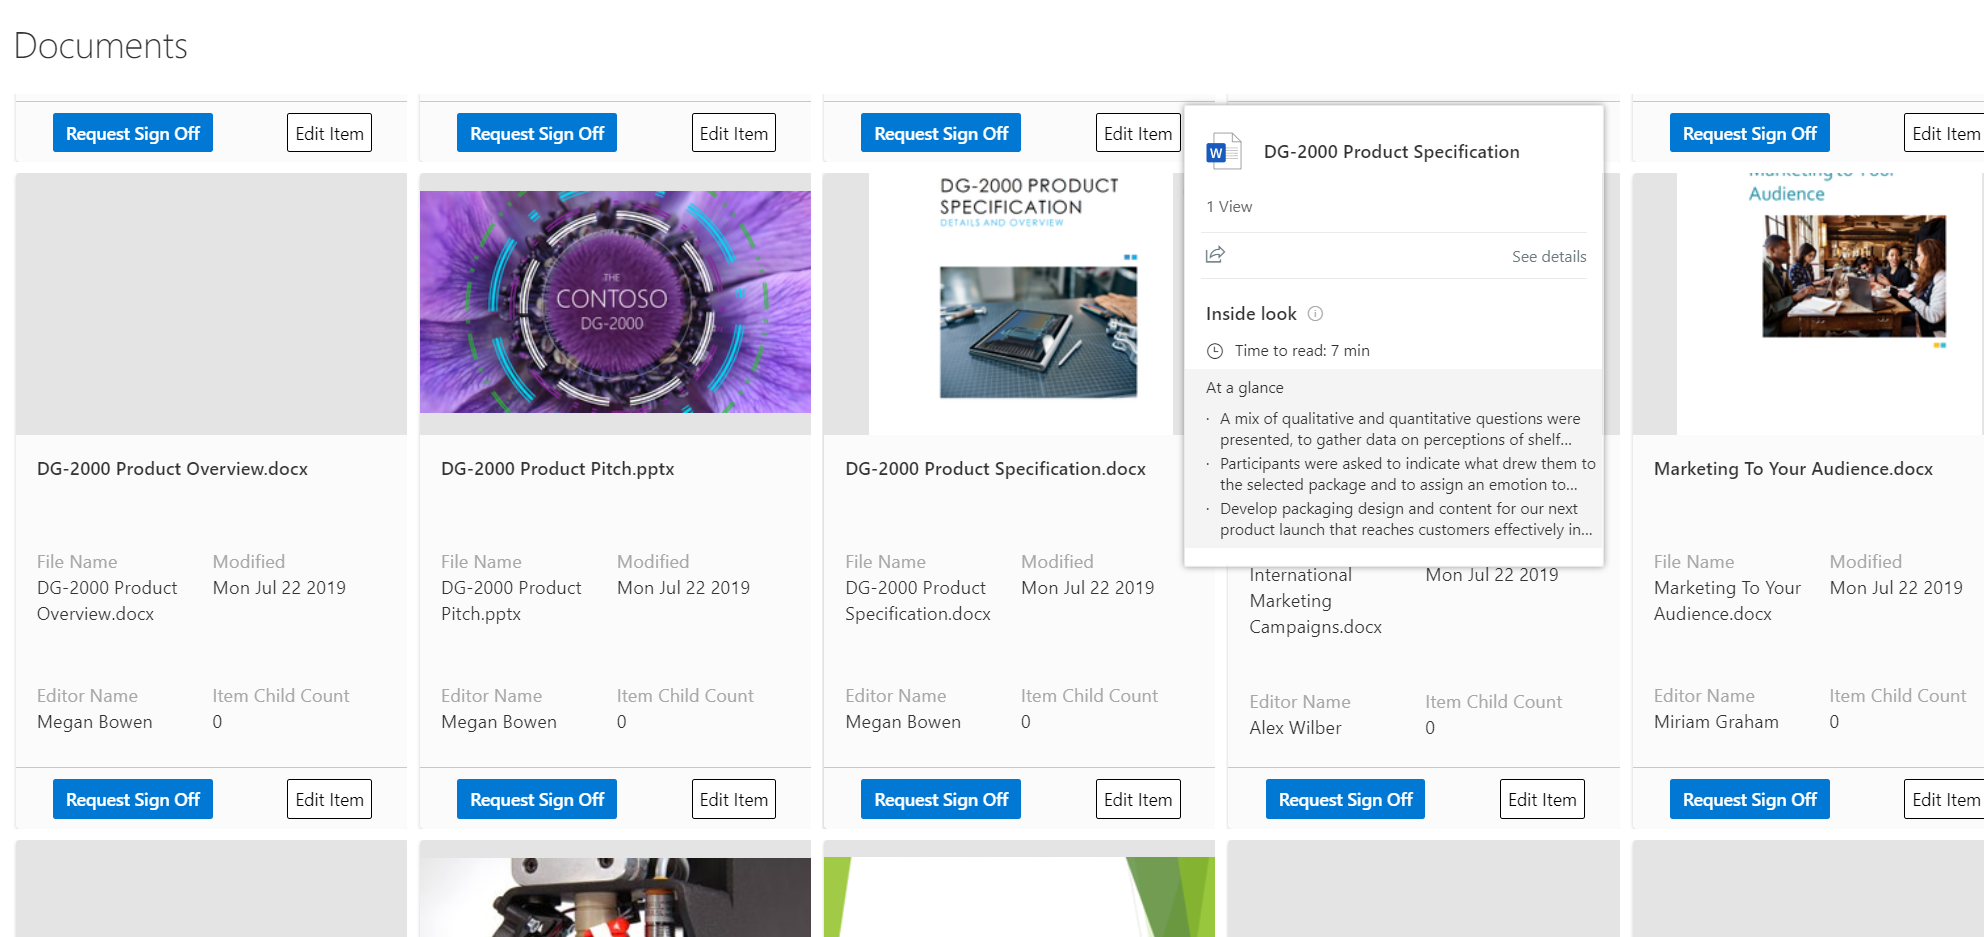 Documents
Request Sign Off
Edit Item
Request Sign Off
Edit Item
Request Sign Off
Edit Item
Request Sign Off
Edit Item
DG-2000 Product Specification
1 View
See details
Inside look
Time to read: 7 min
At a glance
· A mix of qualitative and quantitative questions were
presented, to gather data on perceptions of shelf...
· Participants were asked to indicate what drew them to
the selected package and to assign an emotion to...
· Develop packaging design and content for our next
product launch that reaches customers effectively in...
THE
CONTOSO
DG-2000
DG-2000 PRODUCT
SPECIFICATION
DETAILS AND OVERVIEW
Marketing to Your
Audience
DG-2000 Product Overview.docx
File Name
DG-2000 Product
Overview.docx
Modified
Mon Jul 22 2019
Editor Name
Megan Bowen
Item Child Count
0
Request Sign Off
Edit Item
DG-2000 Product Pitch.pptx
File Name
DG-2000 Product
Pitch.pptx
Modified
Mon Jul 22 2019
Editor Name
Megan Bowen
Item Child Count
0
Request Sign Off
Edit Item
DG-2000 Product Specification.docx
File Name
DG-2000 Product
Specification.docx
Modified
Mon Jul 22 2019
Editor Name
Megan Bowen
Item Child Count
0
Request Sign Off
Edit Item
International
Marketing
Campaigns.docx
Mon Jul 22 2019
Editor Name
Alex Wilber
Item Child Count
0
Request Sign Off
Edit Item
Marketing To Your Audience.docx
File Name
Marketing To Your
Audience.docx
Modified
Mon Jul 22 2019
Editor Name
Miriam Graham
Item Child Count
0
Request Sign Off
Edit Item